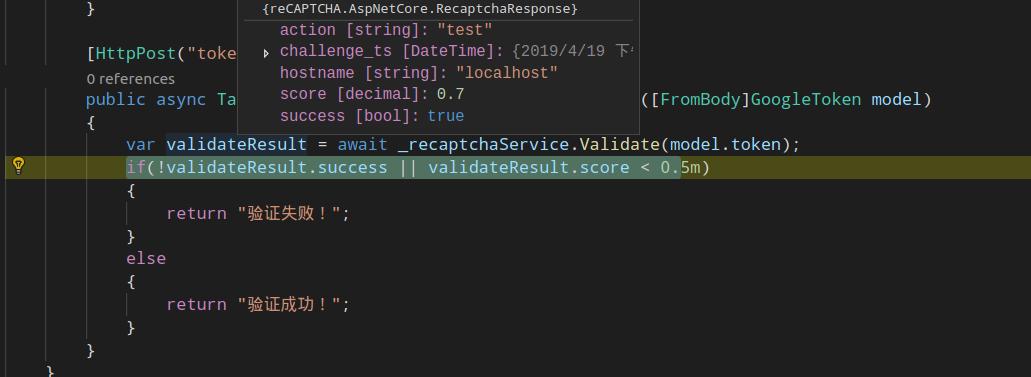 }
{reCAPTCHA.AspNetCore.RecaptchaResponse}
action [string]: "test"
challenge_ts [DateTime]: {2019/4/19 下
hostname [string]: "localhost"
score [decimal]: 0.7
success [bool]: true
[HttpPost("toke
0 references
public async Ta ([FromBody]GoogleToken model)
{
var validateResult = await _recaptchaService.Validate(model.token);
if(!validateResult.success || validateResult.score < 0.5m)
{
return "验证失败！";
}
else
{
return "验证成功！";
}
}
}